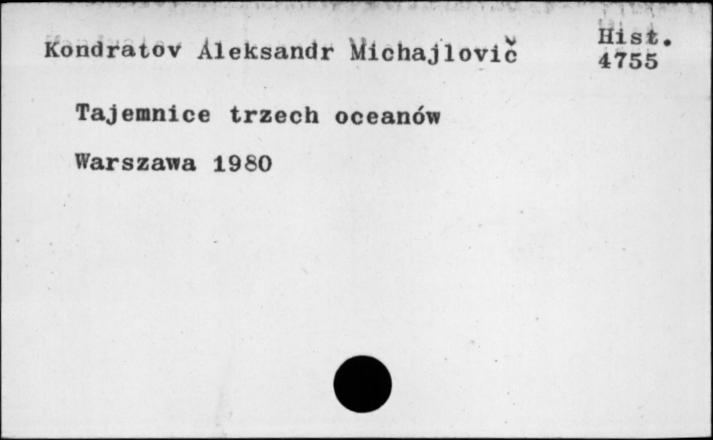 Kondratov Aleksandr Michajlovič
Hist.
4755
Tajemnice trzech oceanów
Warszawa 1980